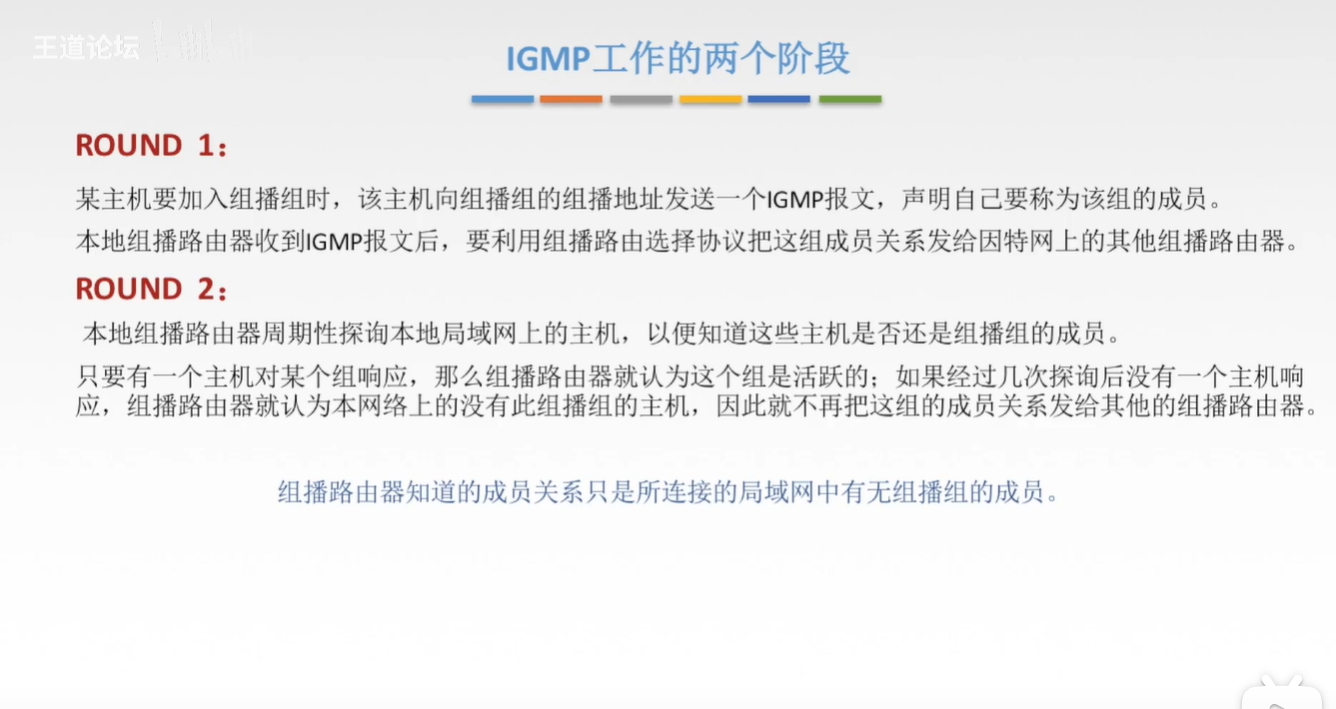 王道论坛
IGMP工作的两个阶段
ROUND 1：
某主机要加入组播组时，该主机向组播组的组播地址发送一个IGMP报文，声明自己要称为该组的成员。
本地组播路由器收到IGMP报文后，要利用组播路由选择协议把这组成员关系发给因特网上的其他组播路由器。
ROUND 2：
本地组播路由器周期性探询本地局域网上的主机，以便知道这些主机是否还是组播组的成员。
只要有一个主机对某个组响应，那么组播路由器就认为这个组是活跃的；如果经过几次探询后没有一个主机响
应，组播路由器就认为本网络上的没有此组播组的主机，因此就不再把这组的成员关系发给其他的组播路由器。
组播路由器知道的成员关系只是所连接的局域网中有无组播组的成员。